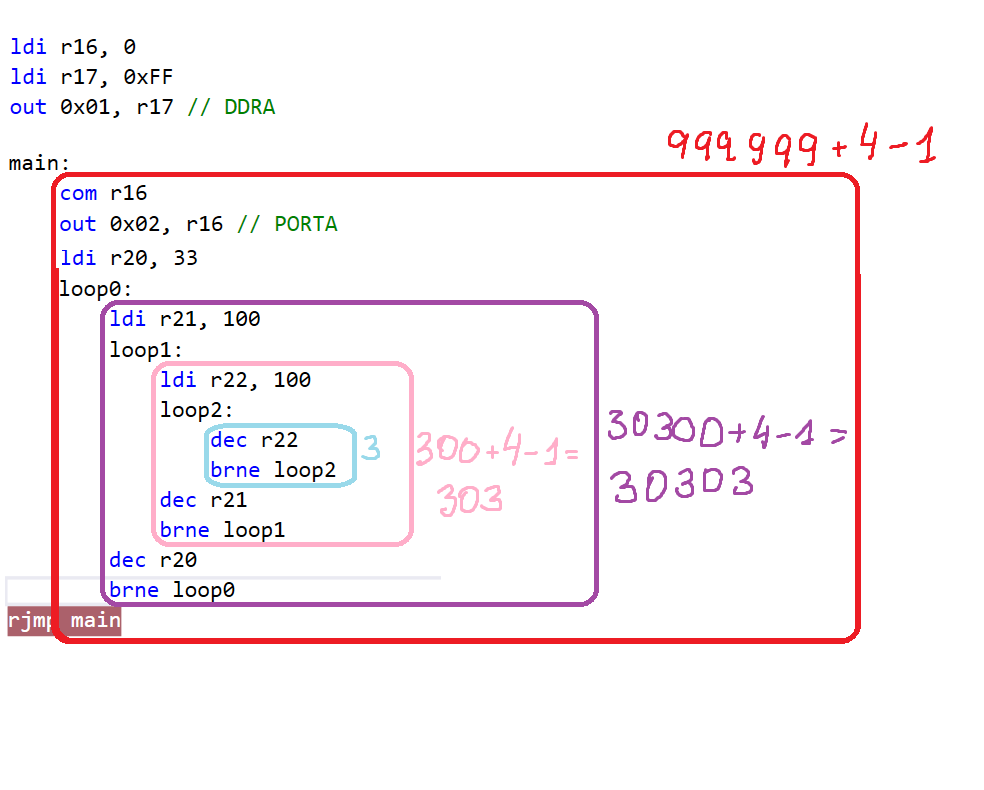 ldi r16, 0
ldi r17, 0xFF
out 0x01, r17 // DDRA
main:
999999+4-1
com r16
out 0x02, r16 // PORTA
ldi r20, 33
loop0:
ldi r21, 100
loop1:
ldi r22, 100
loop2:
dec r22
brne loop2
3
300+4-1=
303
30300+4-1=
30303
dec r21
brne loop1
dec r20
brne loop0
rjmp main